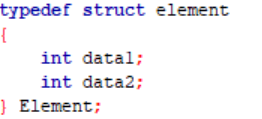 typedef struct element
{
    int data1;
    int data2;
} Element;